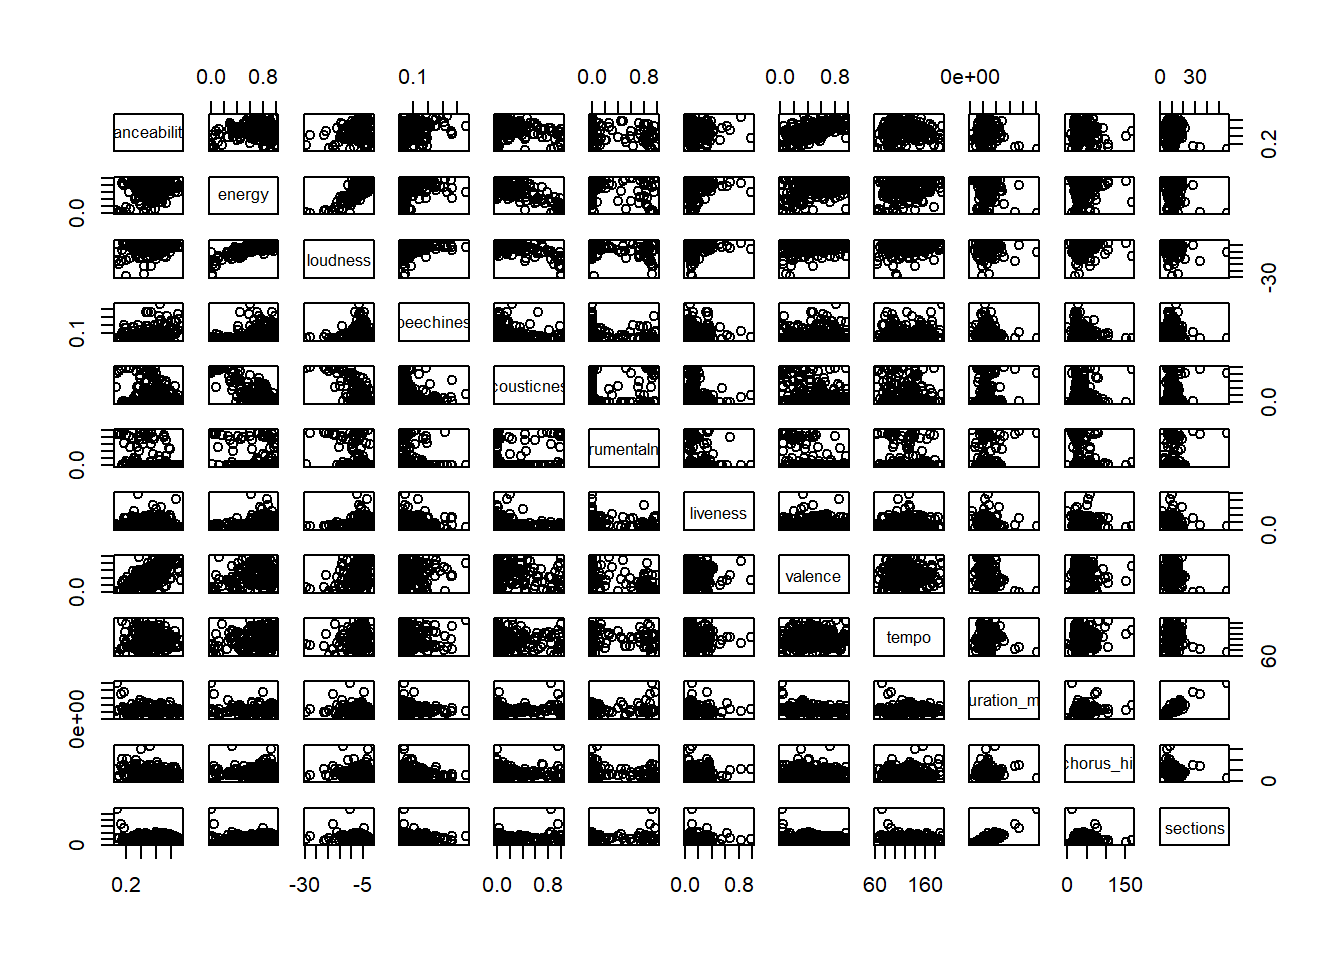 0.0 0.8 0.1 0.0 0.8 0.0 0.8 0e+00 0 30
anceabilit 0.2
0.0 energy
loudness -30
0.1 peechines
cousticnes 0.0
0.0 rumentaln
liveness 0.0
0.0 valence
tempo 60
0e+00 uration_m
chorus_hi 0
0 sections
0.2 -30 -5 0.0 0.8 0.0 0.8 60 160 0 150